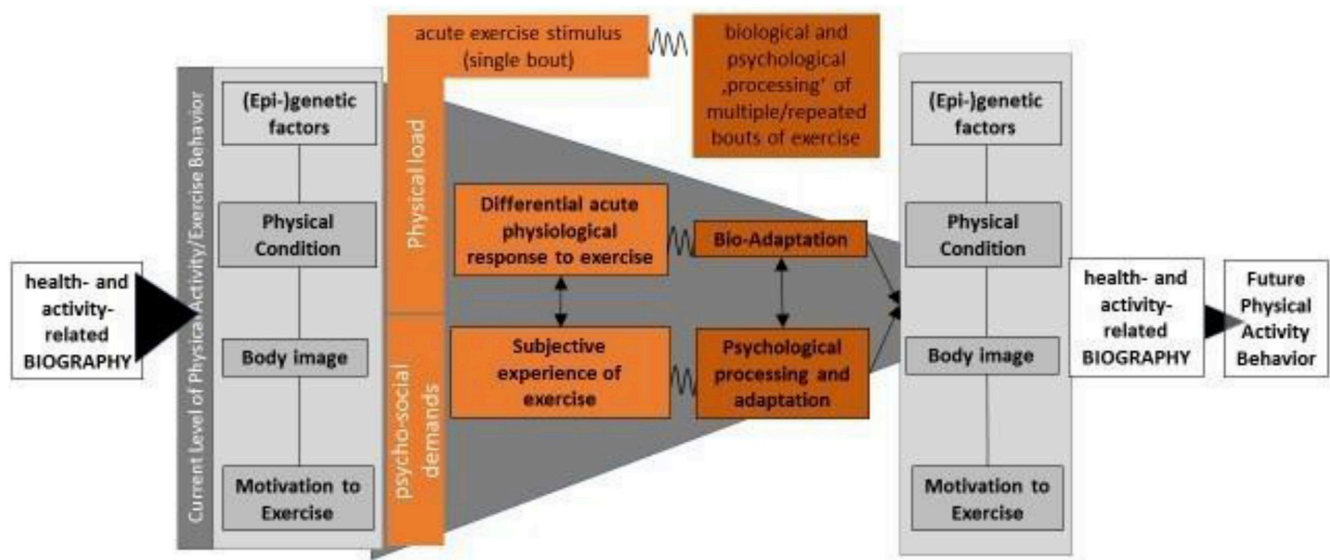 health- and
activity-
related
BIOGRAPHY
Current Level of Physical Activity/Exercise Behavior
(Epi-)genetic
factors
Physical
Condition
Body image
Motivation to
Exercise
acute exercise stimulus
(single bout)
Physical load
psycho-social
demands
Differential acute
physiological
response to exercise
Subjective
experience of
exercise
biological and
psychological
‚processing‘ of
multiple/repeated
bouts of exercise
Bio-Adaptation
Psychological
processing and
adaptation
(Epi-)genetic
factors
Physical
Condition
Body image
Motivation to
Exercise
health- and
activity-
related
BIOGRAPHY
Future
Physical
Activity
Behavior